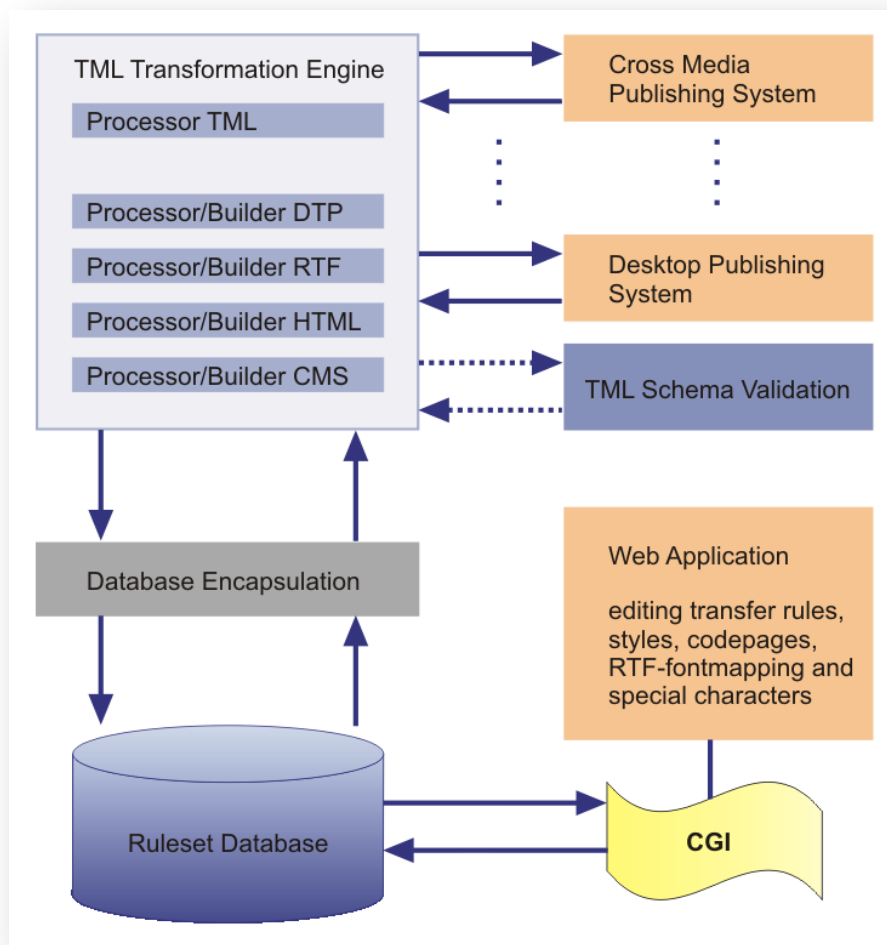 TML Transformation Engine
Processor TML
Processor/Builder DTP
Processor/Builder RTF
Processor/Builder HTML
Processor/Builder CMS
Cross Media
Publishing System
Desktop Publishing
System
TML Schema Validation
Database Encapsulation
Web Application
editing transfer rules,
styles, codepages,
RTF-fontmapping and
special characters
Ruleset Database
CGI